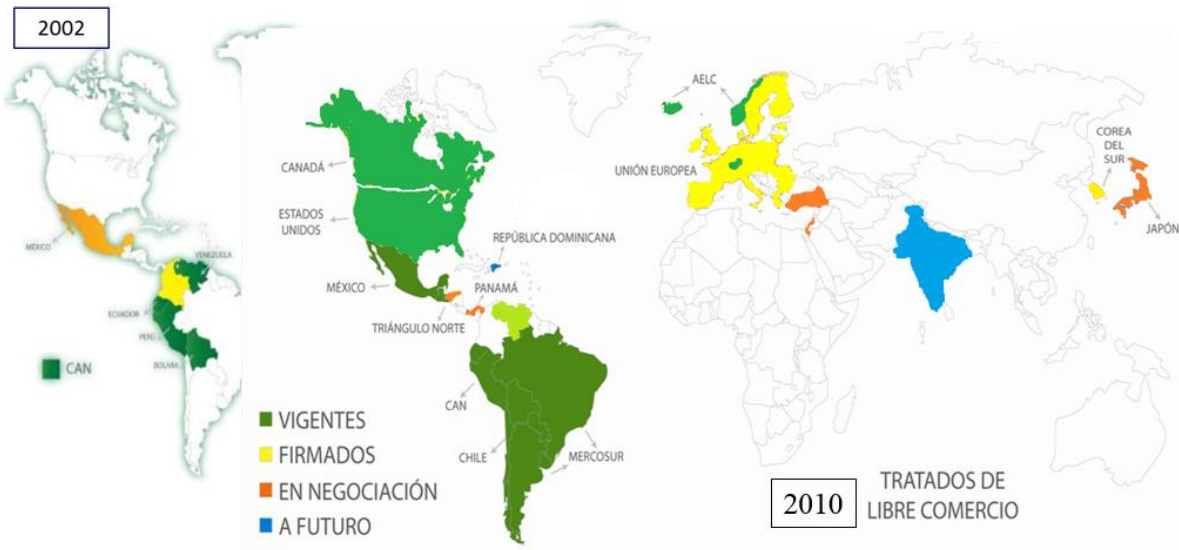 2002
MÉXICO
VENEZUELA
ECUADOR
PERÚ
BOLIVIA
CAN
CANADÁ
ESTADOS
UNIDOS
MÉXICO
REPÚBLICA DOMINICANA
PANAMÁ
TRIÁNGULO NORTE
CAN
CHILE
MERCOSUR
VIGENTES
FIRMADOS
EN NEGOCIACIÓN
A FUTURO
AELC
UNIÓN EUROPEA
COREA
DEL
SUR
JAPÓN
2010
TRATADOS DE
LIBRE COMERCIO